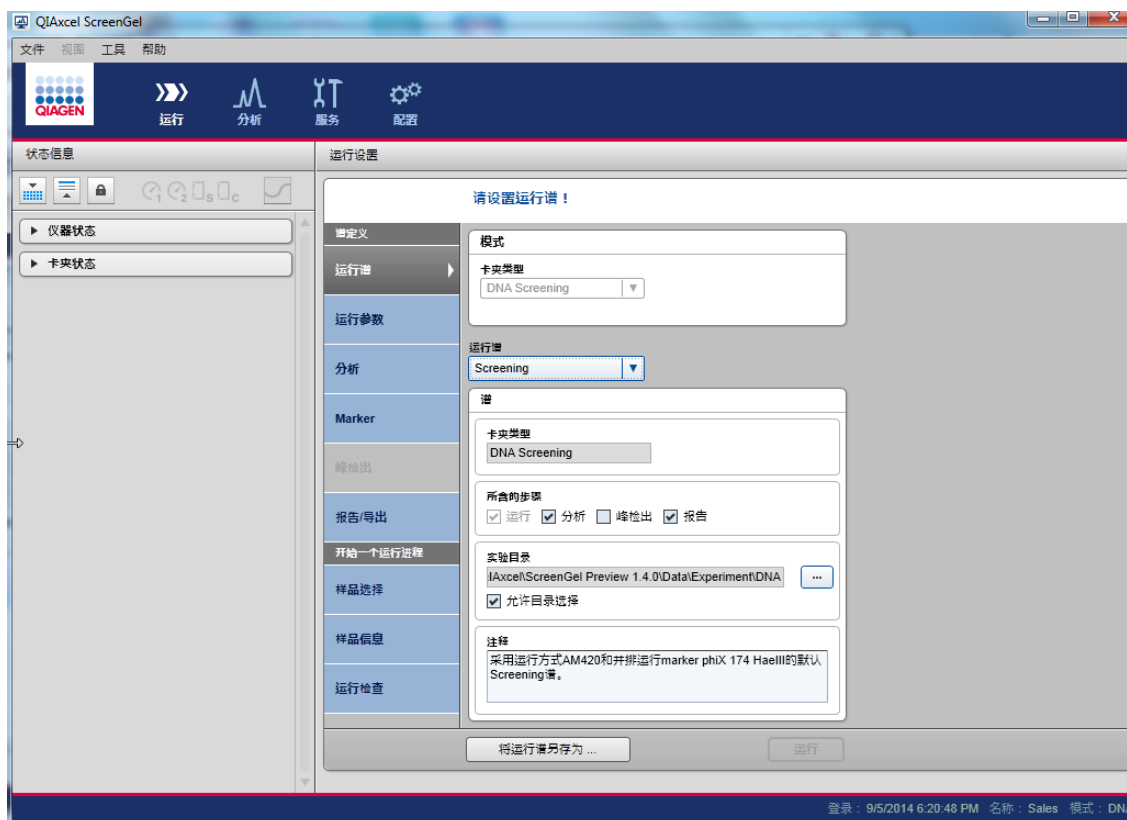 QIAxcel ScreenGel
文件 视图 工具 帮助
QIAGEN
运行 分析 服务 配置
状态信息
运行设置
1 2 S C
请设置运行谱！
仪器状态
卡夹状态
谱定义
运行谱
运行参数
分析
Marker
峰检出
报告/导出
开始一个运行进程
样品选择
样品信息
运行检查
模式
卡夹类型
DNA Screening
运行谱
Screening
谱
卡夹类型
DNA Screening
所含的步骤
运行 分析 峰检出 报告
实验目录
IAxcel\ScreenGel Preview 1.4.0\Data\Experiment\DNA
...
允许目录选择
注释
采用运行方式AM420和并排运行marker phiX 174 HaeIII的默认
Screening谱。
将运行谱另存为 ...
运行
登录： 9/5/2014 6:20:48 PM 名称： Sales 模式： DNA